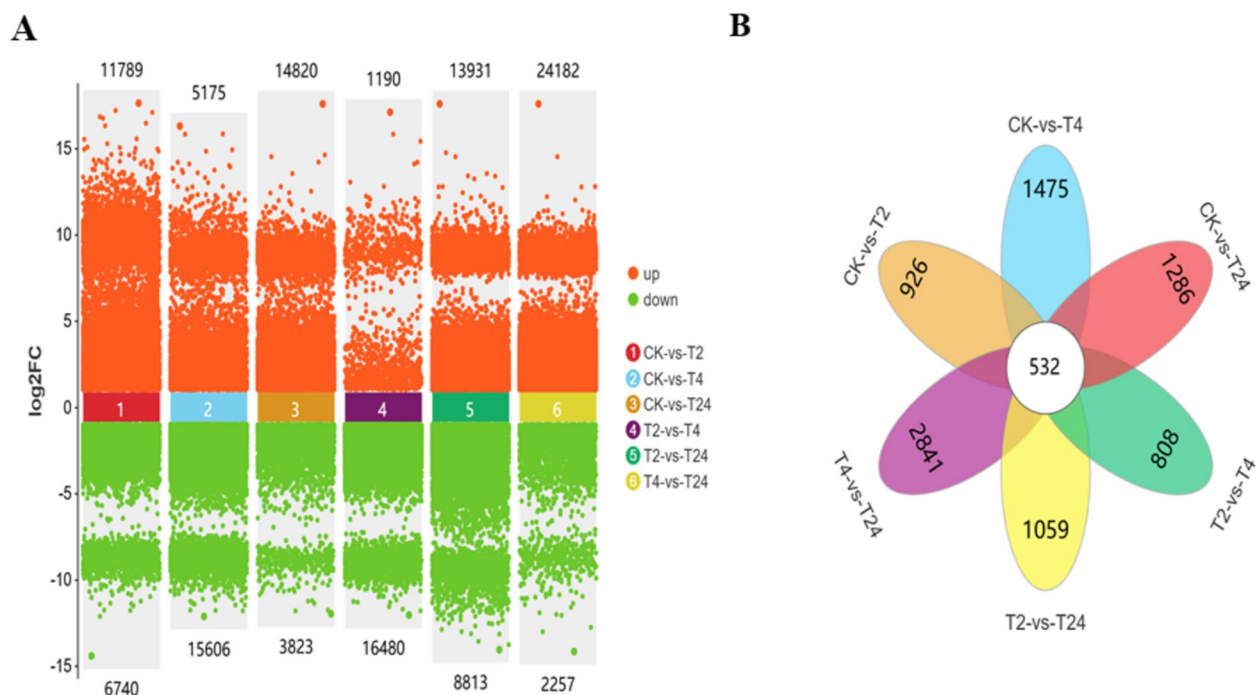 A
B
11789
5175
14820
1190
13931
24182
log2FC
15
10
5
0
-5
-10
-15
1
2
3
4
5
6
6740
15606
3823
16480
8813
2257
up
down
1 CK-vs-T2
2 CK-vs-T4
3 CK-vs-T24
4 T2-vs-T4
5 T2-vs-T24
6 T4-vs-T24
CK-vs-T4
1475
CK-vs-T2
926
CK-vs-T24
1286
532
T4-vs-T24
2841
T2-vs-T4
808
1059
T2-vs-T24